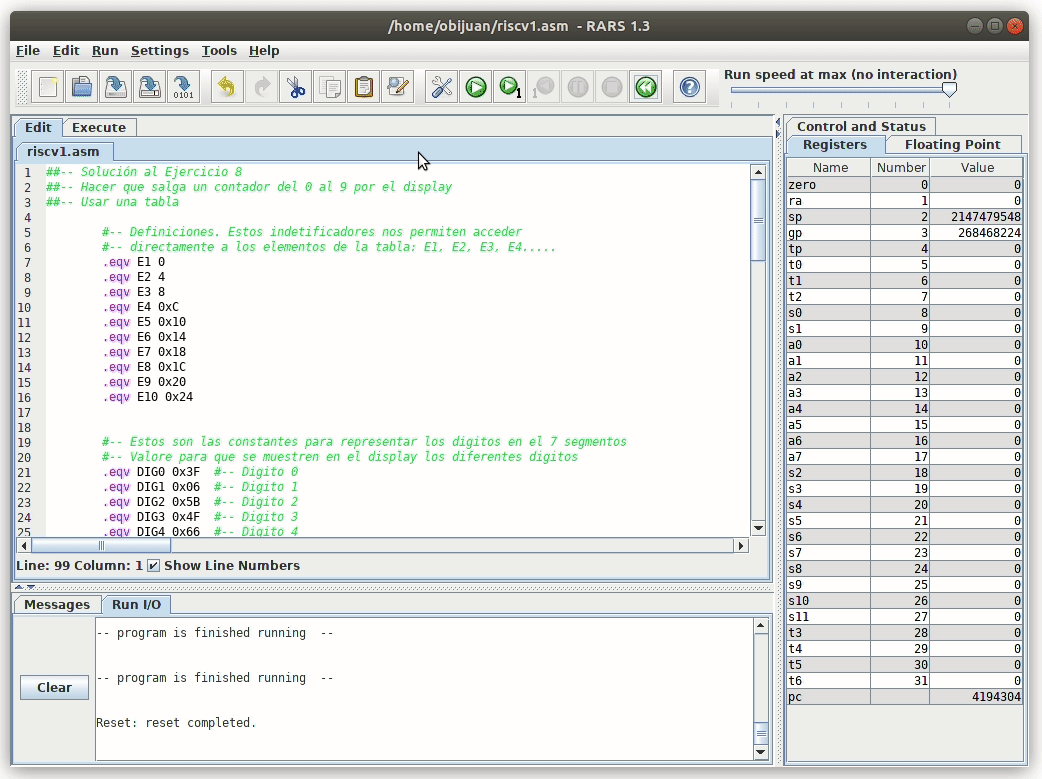 /home/obijuan/riscv1.asm - RARS 1.3
File Edit Run Settings Tools Help
Run speed at max (no interaction)
0101
1
1
Edit Execute
riscv1.asm
1 ##-- Solución al Ejercicio 8
2 ##-- Hacer que salga un contador del 0 al 9 por el display
3 ##-- Usar una tabla
4
5 #-- Definiciones. Estos indetificadores nos permiten acceder
6 #-- directamente a los elementos de la tabla: E1, E2, E3, E4.....
7 .eqv E1 0
8 .eqv E2 4
9 .eqv E3 8
10 .eqv E4 0xC
11 .eqv E5 0x10
12 .eqv E6 0x14
13 .eqv E7 0x18
14 .eqv E8 0x1C
15 .eqv E9 0x20
16 .eqv E10 0x24
17
18
19 #-- Estos son las constantes para representar los digitos en el 7 segmentos
20 #-- Valore para que se muestren en el display los diferentes digitos
21 .eqv DIG0 0x3F #-- Digito 0
22 .eqv DIG1 0x06 #-- Digito 1
23 .eqv DIG2 0x5B #-- Digito 2
24 .eqv DIG3 0x4F #-- Digito 3
25 .eqv DIG4 0x66 #-- Digito 4
Line: 99 Column: 1 Show Line Numbers
Messages Run I/O
Clear
-- program is finished running --
-- program is finished running --
Reset: reset completed.
Control and Status
Registers Floating Point
Name Number Value
zero 0 0
ra 1 0
sp 2 2147479548
gp 3 268468224
tp 4 0
t0 5 0
t1 6 0
t2 7 0
s0 8 0
s1 9 0
a0 10 0
a1 11 0
a2 12 0
a3 13 0
a4 14 0
a5 15 0
a6 16 0
a7 17 0
s2 18 0
s3 19 0
s4 20 0
s5 21 0
s6 22 0
s7 23 0
s8 24 0
s9 25 0
s10 26 0
s11 27 0
t3 28 0
t4 29 0
t5 30 0
t6 31 0
pc 4194304